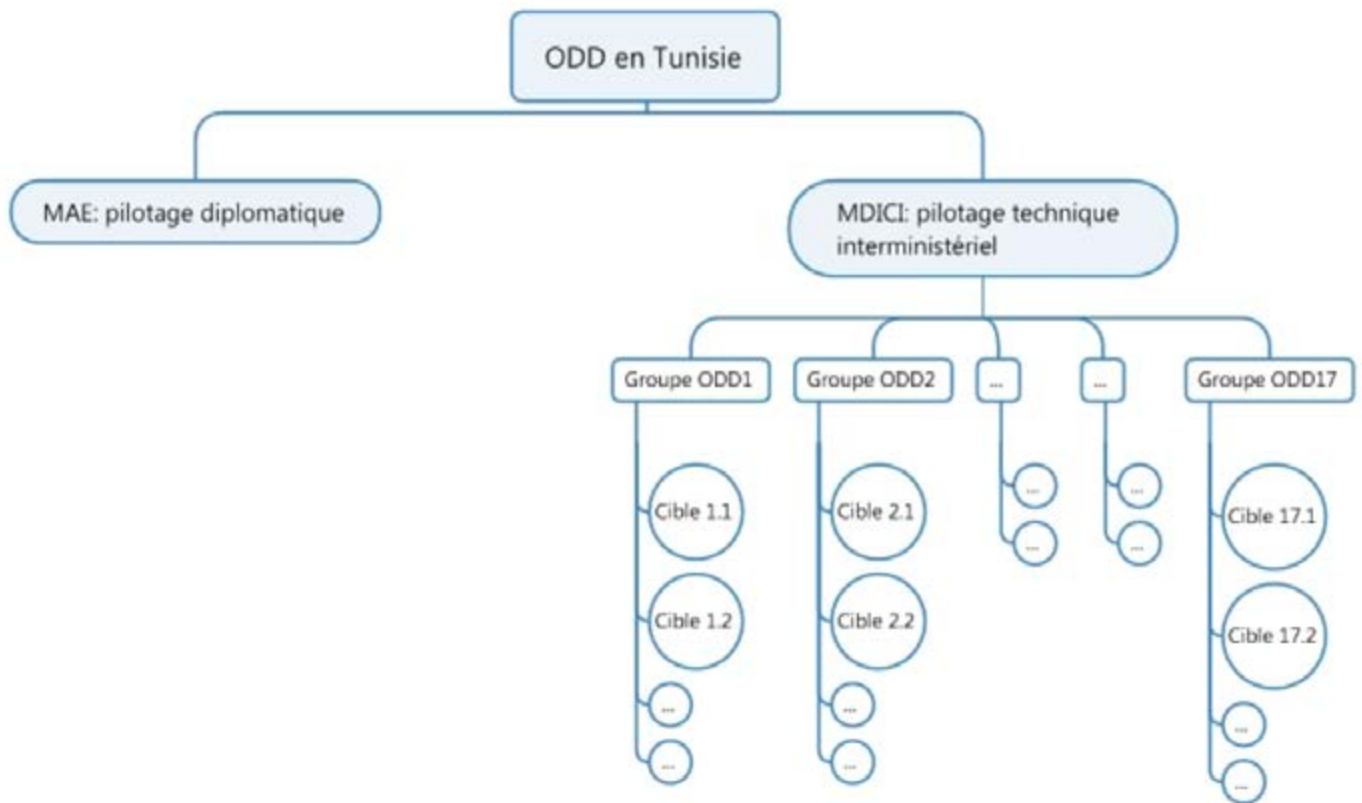 ODD en Tunisie
MAE: pilotage diplomatique
MDICI: pilotage technique
interministériel
Groupe ODD1
Groupe ODD2
...
...
Groupe ODD17
Cible 1.1
Cible 1.2
...
...
Cible 2.1
Cible 2.2
...
...
...
...
...
...
Cible 17.1
Cible 17.2
...
...